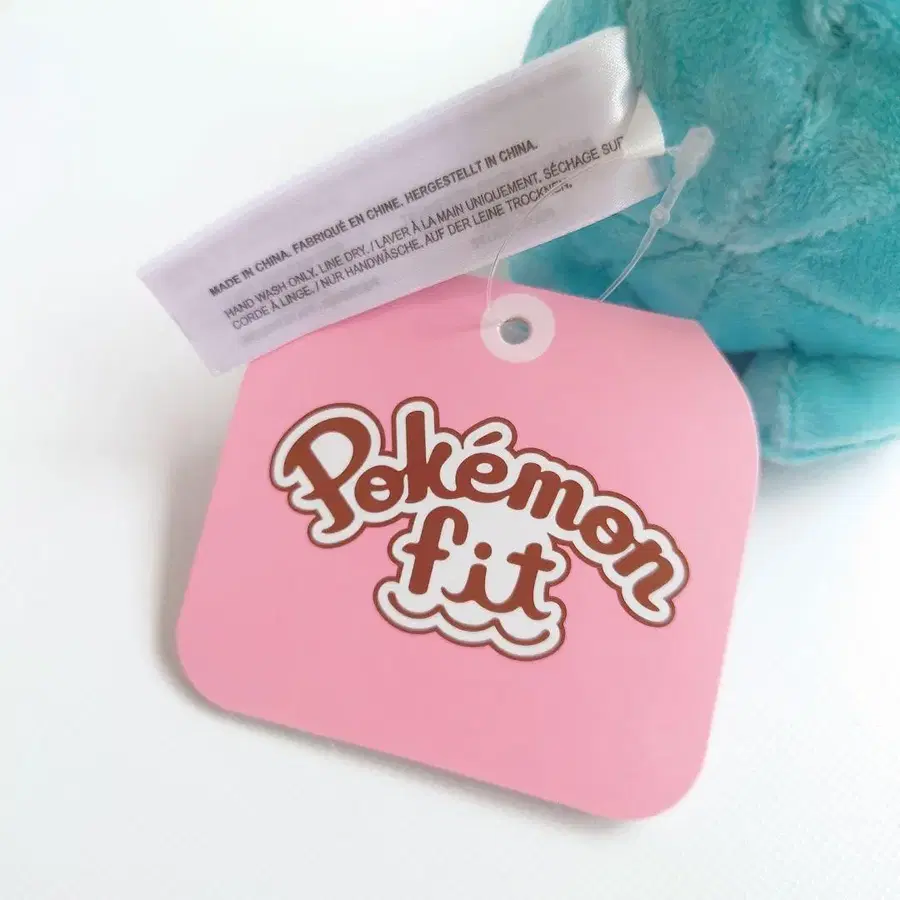 MADE IN CHINA. FABRIQUÉ EN CHINE. HERGESTELLT IN CHINA.
HAND WASH ONLY. LINE DRY. / LAVER À LA MAIN UNIQUEMENT. SÉCHAGE SUR
CORDE À LINGE. / NUR HANDWÄSCHE. AUF DER LEINE TROCKNEN.
Pokémon
fit